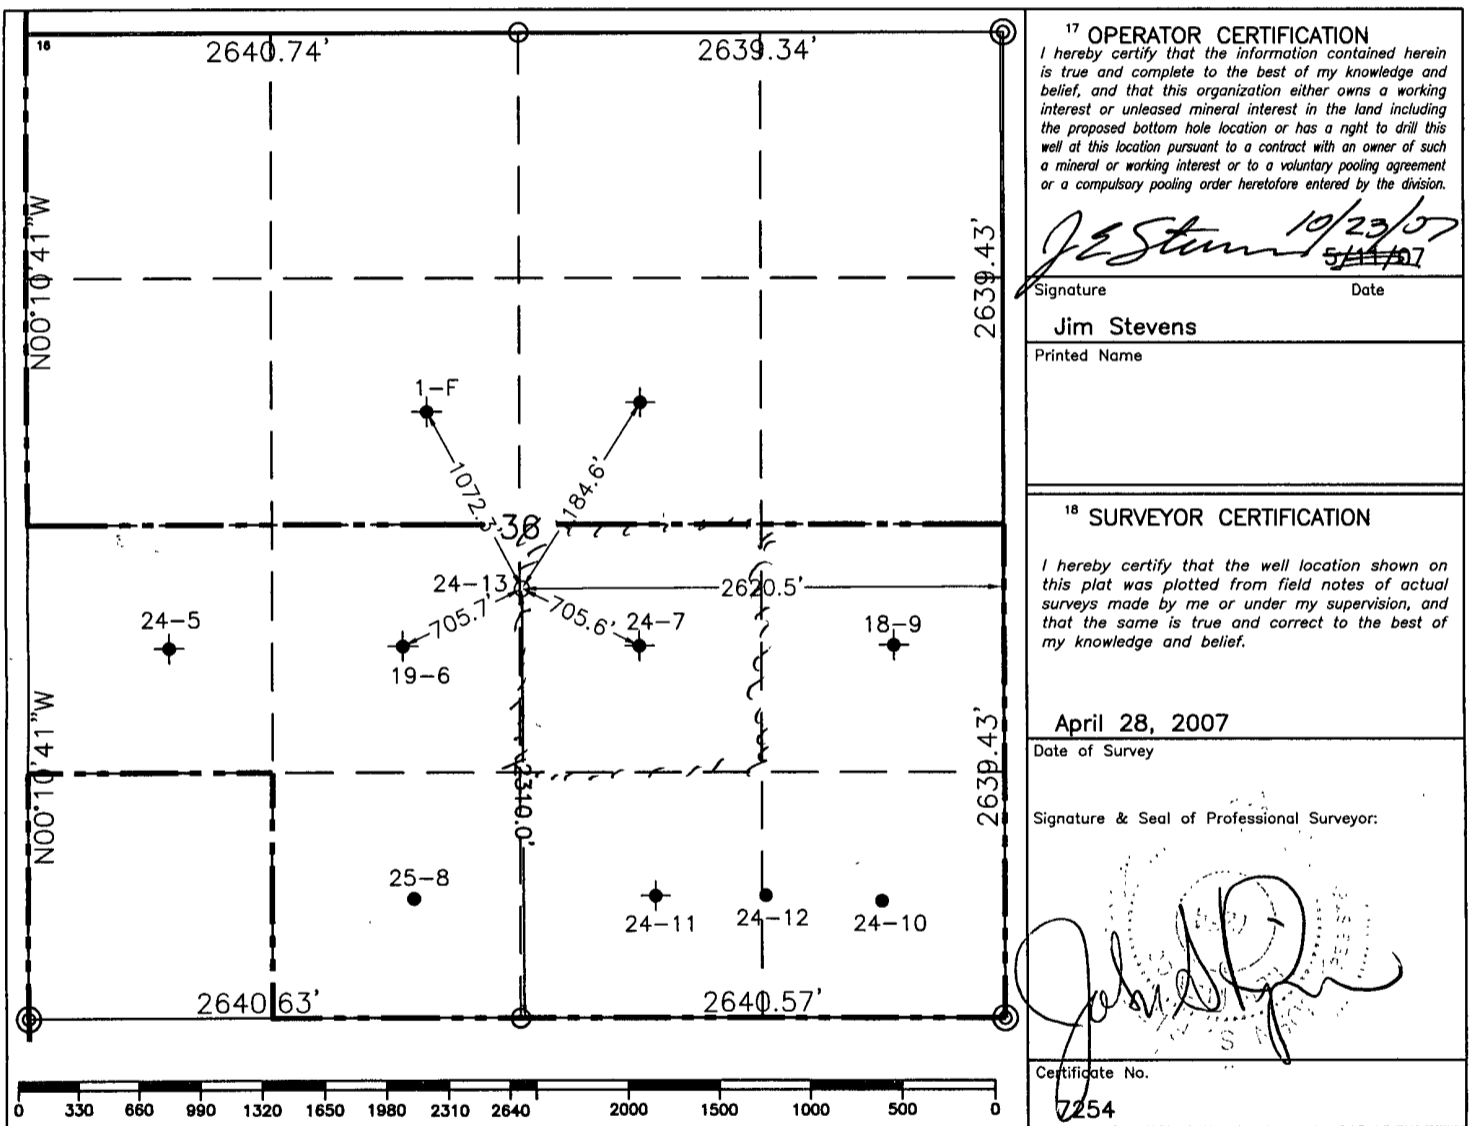 16
2640.74'
2639.34'
N00°10'41"W
2639.43'
1-F
1072.3'
1184.6'
36
24-13
2620.5'
705.7'
705.6'
24-5
19-6
24-7
18-9
N00°10'41"W
2639.43'
2310.0'
25-8
24-11
24-12
24-10
2640.63'
2640.57'
0 330 660 990 1320 1650 1980 2310 2640 2000 1500 1000 500 0
17 OPERATOR CERTIFICATION
I hereby certify that the information contained herein
is true and complete to the best of my knowledge and
belief, and that this organization either owns a working
interest or unleased mineral interest in the land including
the proposed bottom hole location or has a right to drill this
well at this location pursuant to a contract with an owner of such
a mineral or working interest or to a voluntary pooling agreement
or a compulsory pooling order heretofore entered by the division.
JE Stevens 10/23/07
5/11/07
Signature Date
Jim Stevens
Printed Name
18 SURVEYOR CERTIFICATION
I hereby certify that the well location shown on
this plat was plotted from field notes of actual
surveys made by me or under my supervision, and
that the same is true and correct to the best of
my knowledge and belief.
April 28, 2007
Date of Survey
Signature & Seal of Professional Surveyor:
Certificate No.
7254